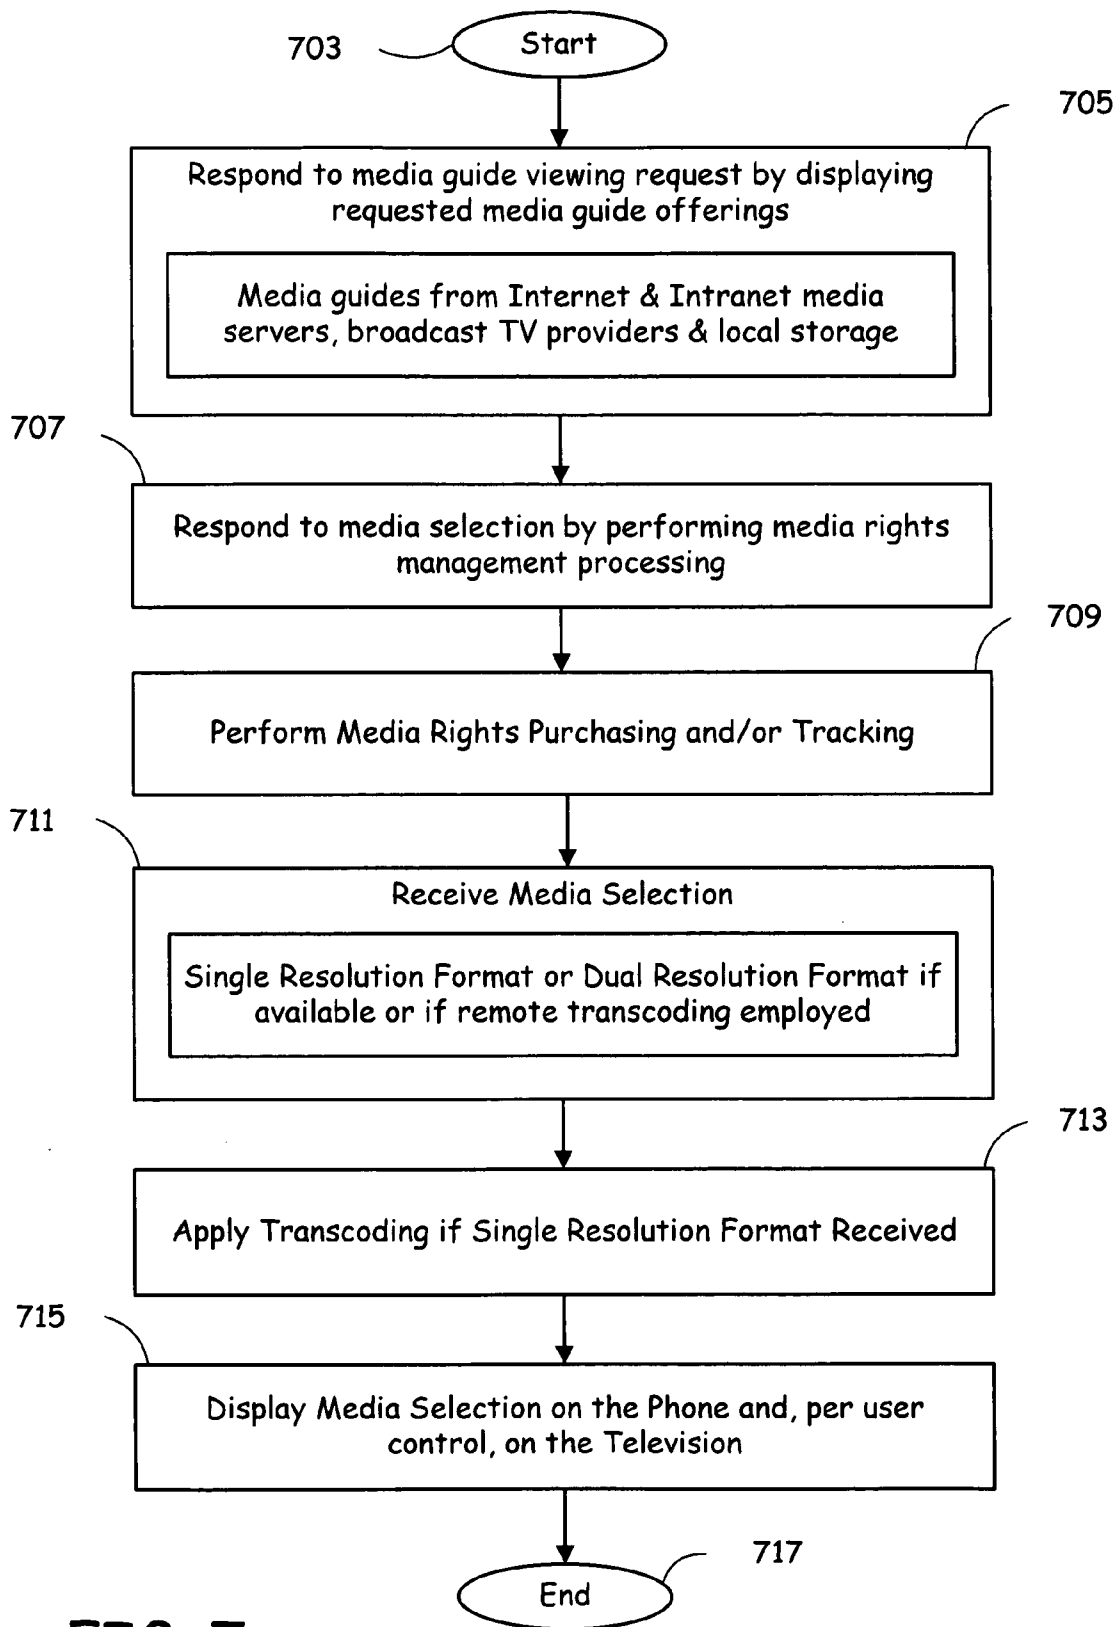 703
Start
705
Respond to media guide viewing request by displaying
requested media guide offerings
Media guides from Internet & Intranet media
servers, broadcast TV providers & local storage
707
Respond to media selection by performing media rights
management processing
709
Perform Media Rights Purchasing and/or Tracking
711
Receive Media Selection
Single Resolution Format or Dual Resolution Format if
available or if remote transcoding employed
713
Apply Transcoding if Single Resolution Format Received
715
Display Media Selection on the Phone and, per user
control, on the Television
717
End